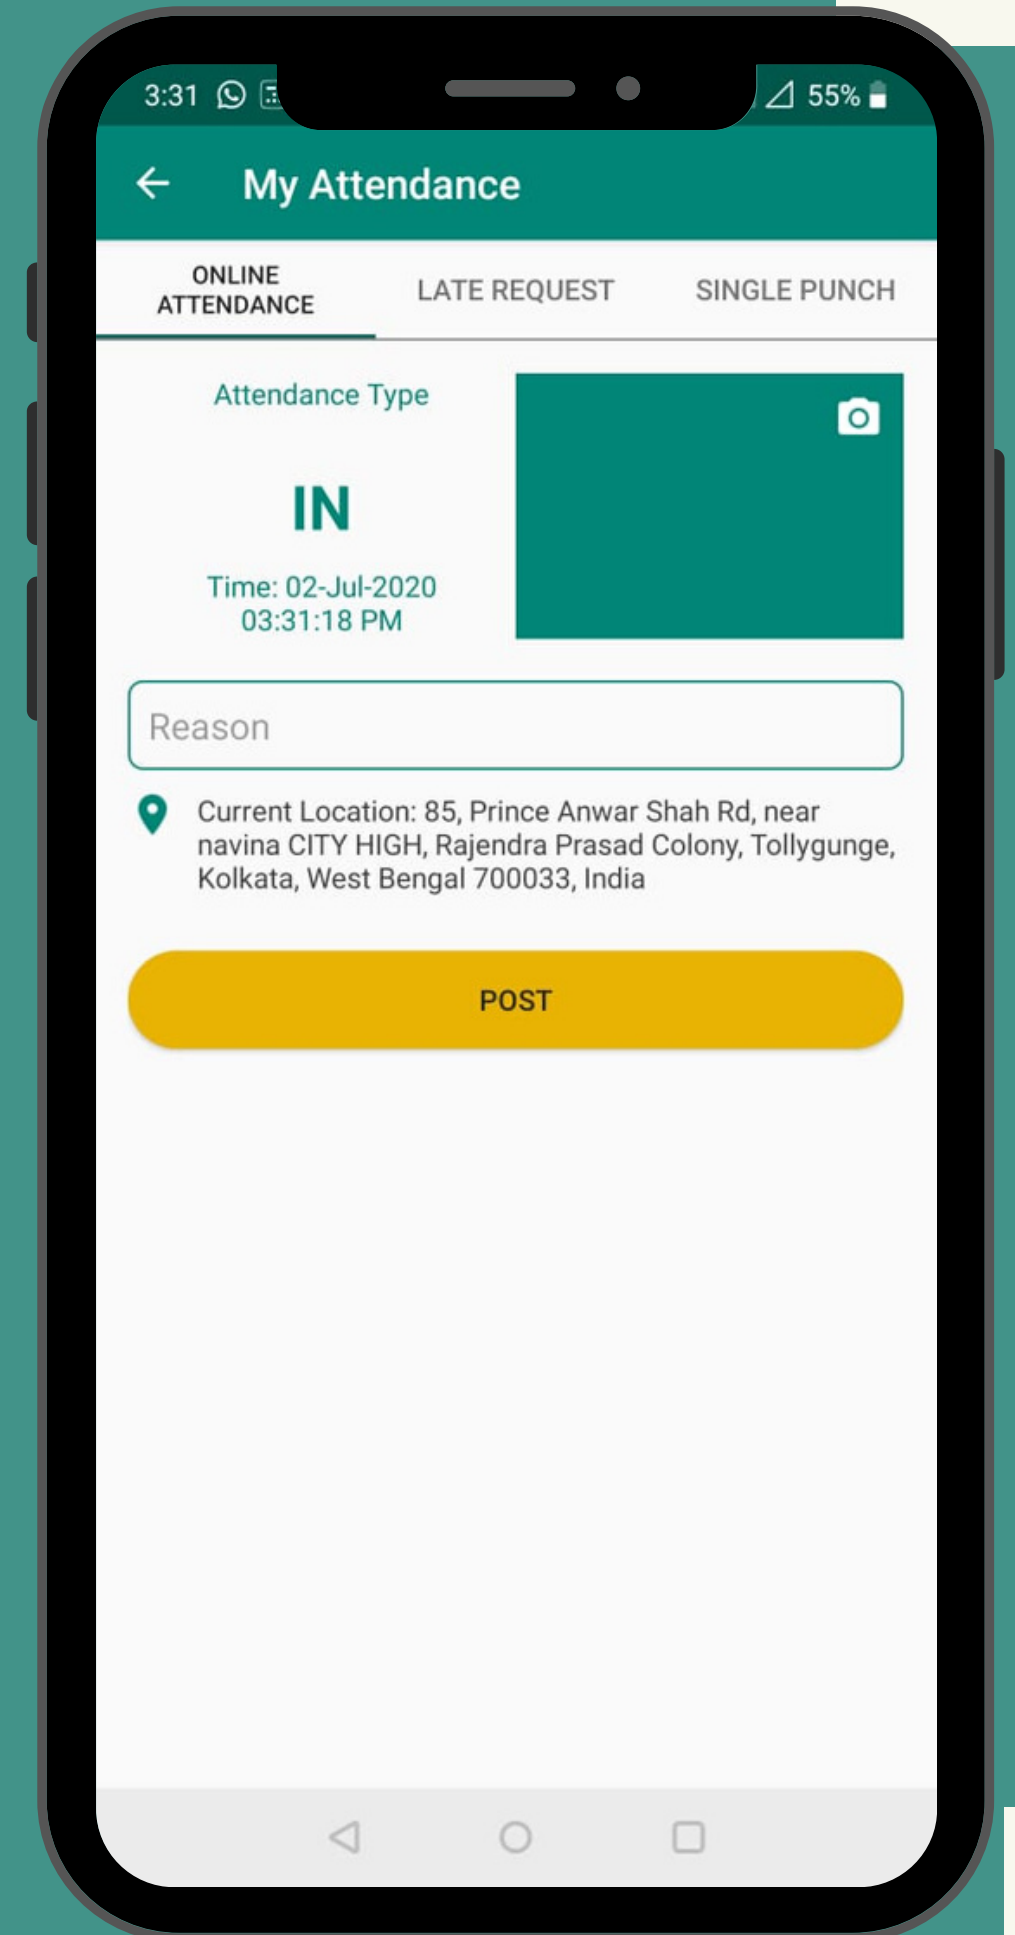 3:31
55%
My Attendance
ONLINE
ATTENDANCE
LATE REQUEST
SINGLE PUNCH
Attendance Type
IN
Time: 02-Jul-2020
03:31:18 PM
Reason
Current Location: 85, Prince Anwar Shah Rd, near
navina CITY HIGH, Rajendra Prasad Colony, Tollygunge,
Kolkata, West Bengal 700033, India
POST